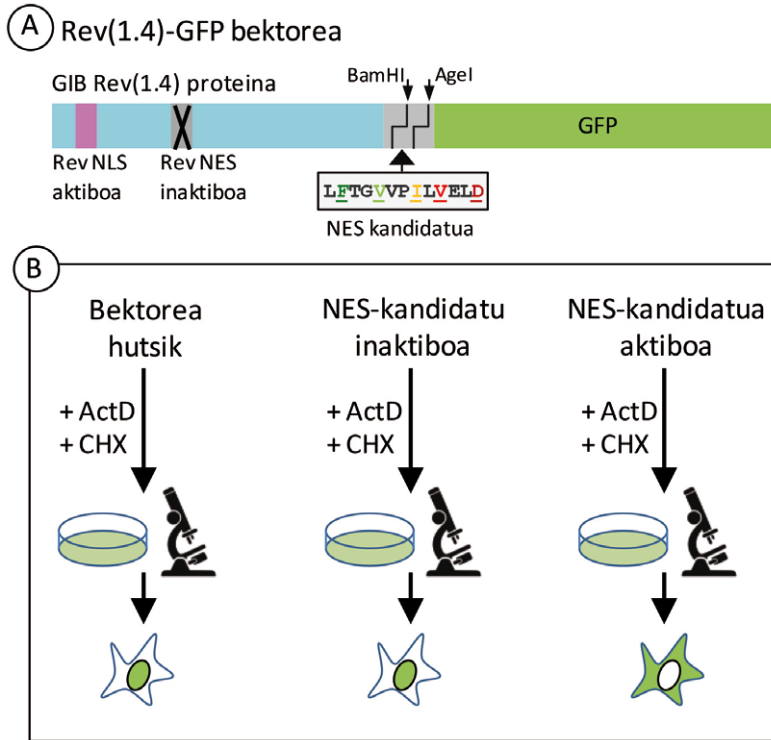 A Rev(1.4)-GFP bektorea
GIB Rev(1.4) proteina
BamHI AgeI
GFP
Rev NLS
aktiboa
Rev NES
inaktiboa
LFTGVVPILVELD
NES kandidatua
B
Bektorea
hutsik
+ ActD
+ CHX
NES-kandidatu
inaktiboa
+ ActD
+ CHX
NES-kandidatua
aktiboa
+ ActD
+ CHX